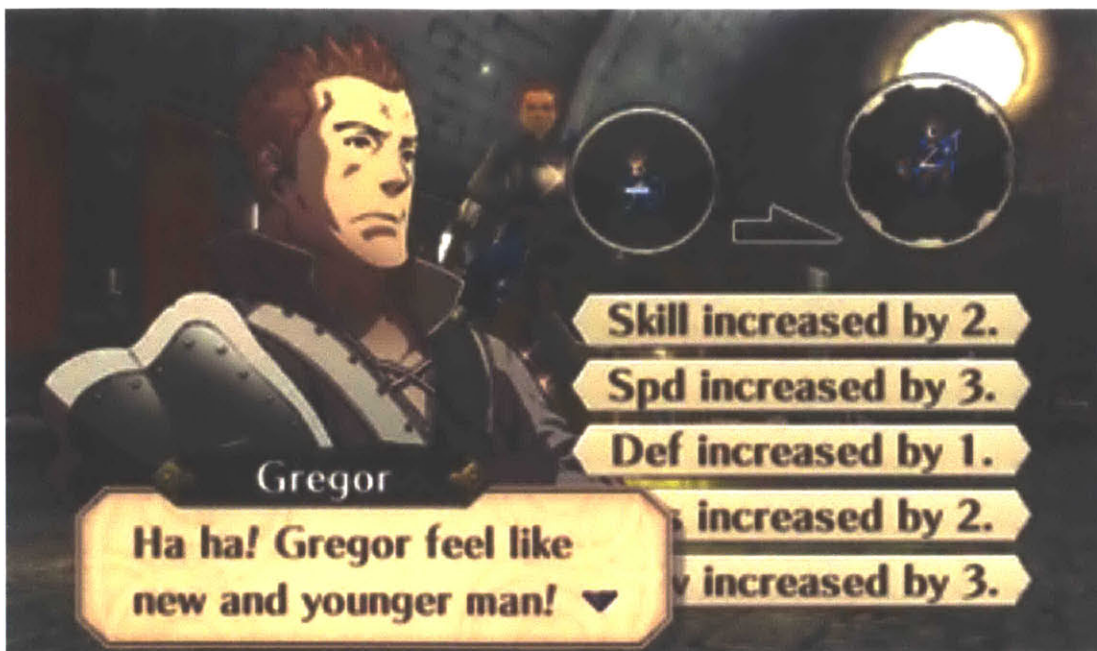 Skill increased by 2.
Spd increased by 3.
Def increased by 1.
s increased by 2.
v increased by 3.
Gregor
Ha ha! Gregor feel like
new and younger man!